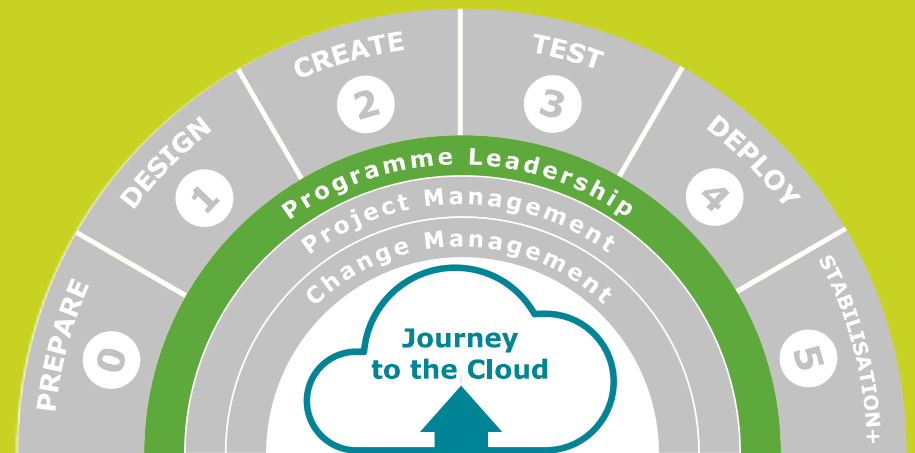 PREPARE
0
DESIGN
1
CREATE
2
TEST
3
DEPLOY
4
STABILISATION+
5
Programme Leadership
Project Management
Change Management
Journey
to the Cloud